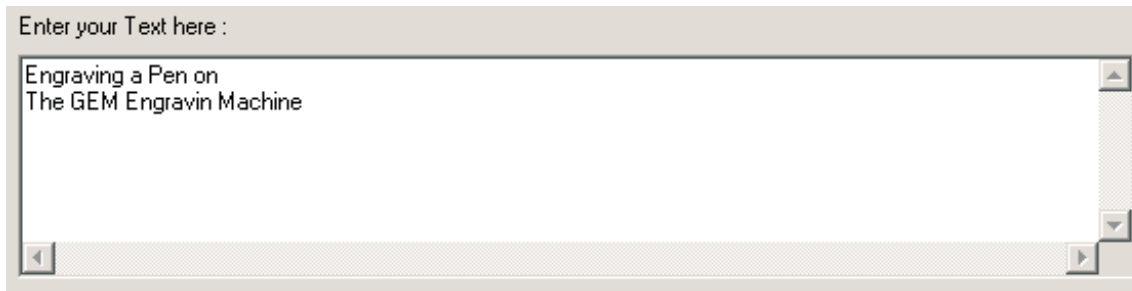 Enter your Text here :
Engraving a Pen on
The GEM Engravin Machine